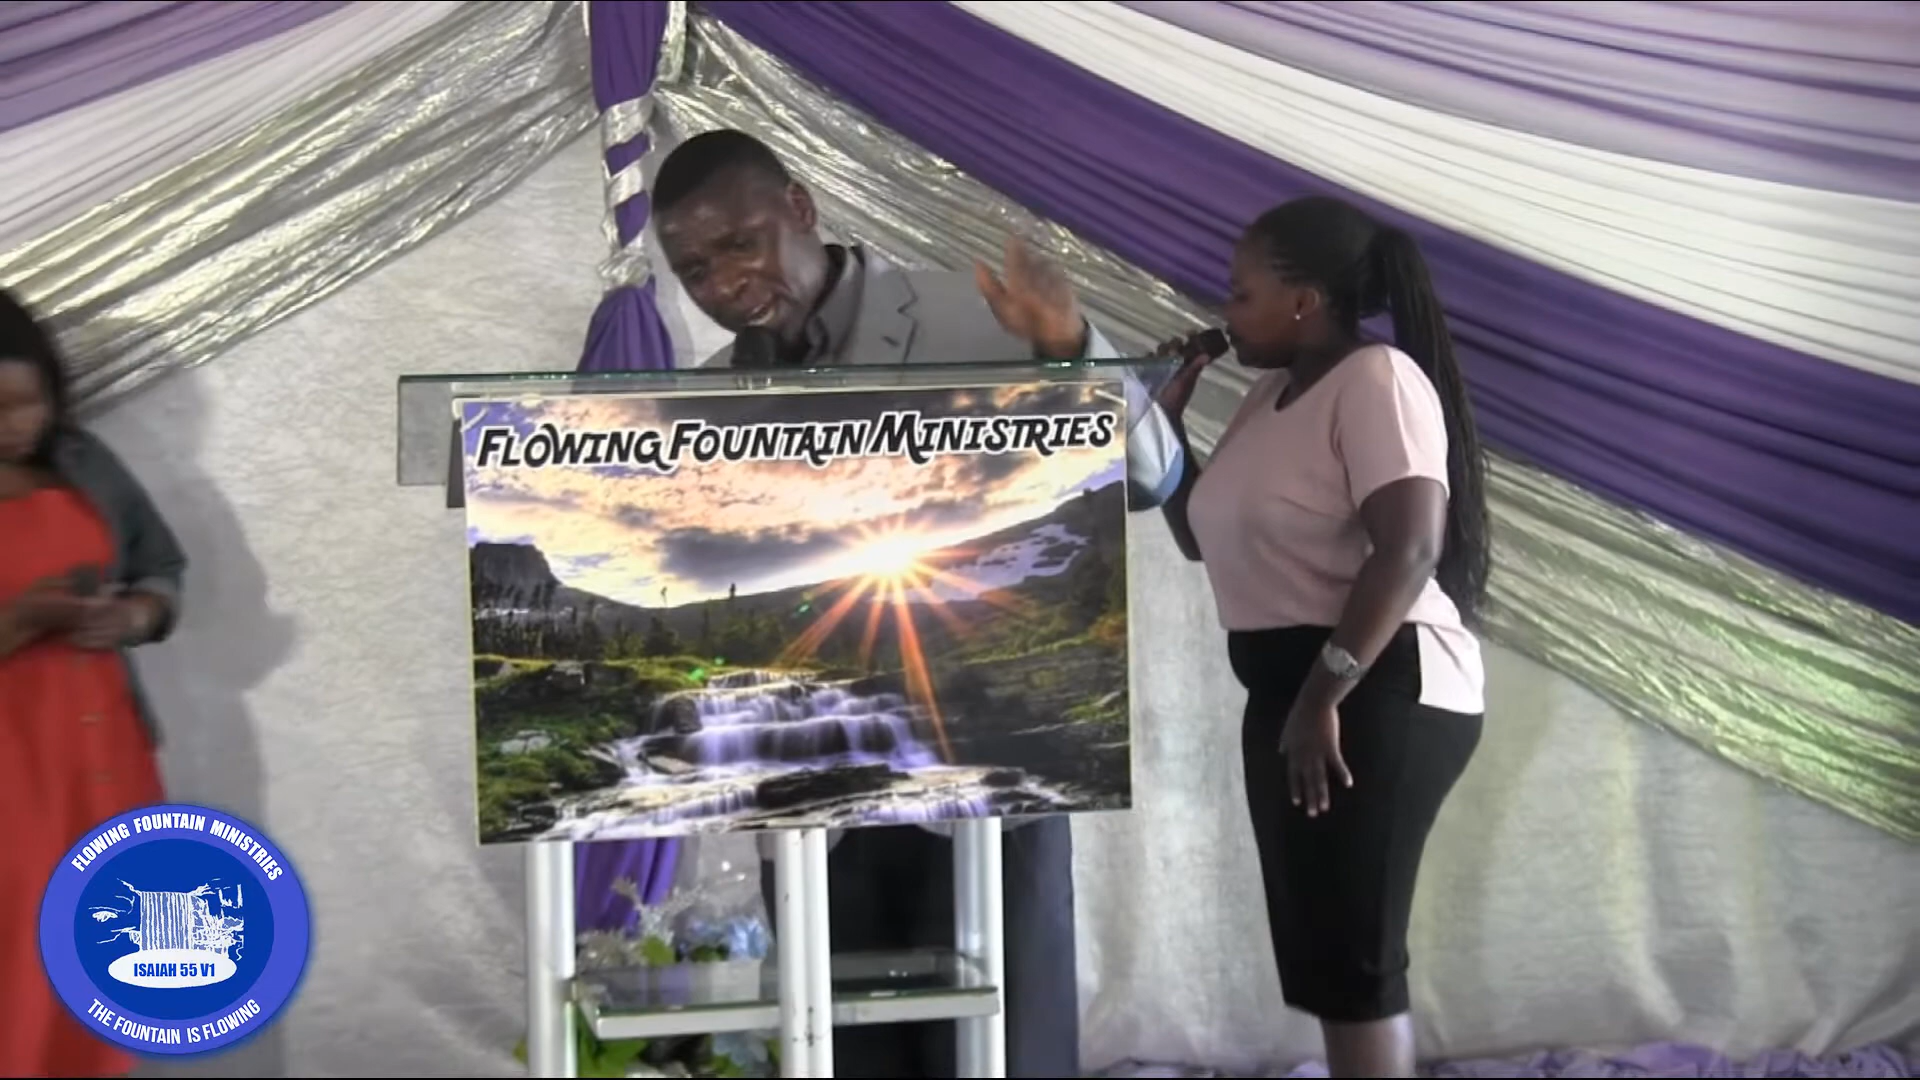 FLOWING FOUNTAIN MINISTRIES
FLOWING FOUNTAIN MINISTRIES
ISAIAH 55 V1
THE FOUNTAIN IS FLOWING